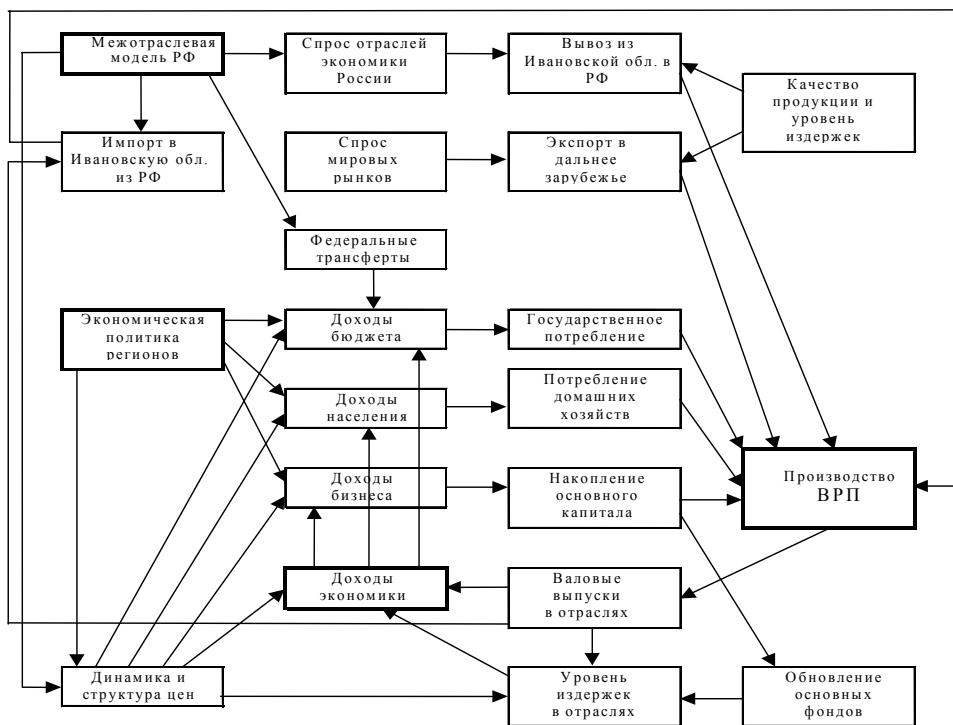 Межотраслевая
модель РФ
Спрос отраслей
экономики
России
Вывоз из
Ивановской обл. в
РФ
Качество
продукции и
уровень
издержек
Импорт в
Ивановскую обл.
из РФ
Спрос
мировых
рынков
Экспорт в
дальнее
зарубежье
Федеральные
трансферты
Экономическая
политика
регионов
Доходы
бюджета
Государственное
потребление
Доходы
населения
Потребление
домашних
хозяйств
Доходы
бизнеса
Накопление
основного
капитала
Производство
ВРП
Доходы
экономики
Валовые
выпуски
в отраслях
Динамика и
структура цен
Уровень
издержек
в отраслях
Обновление
основных
фондов